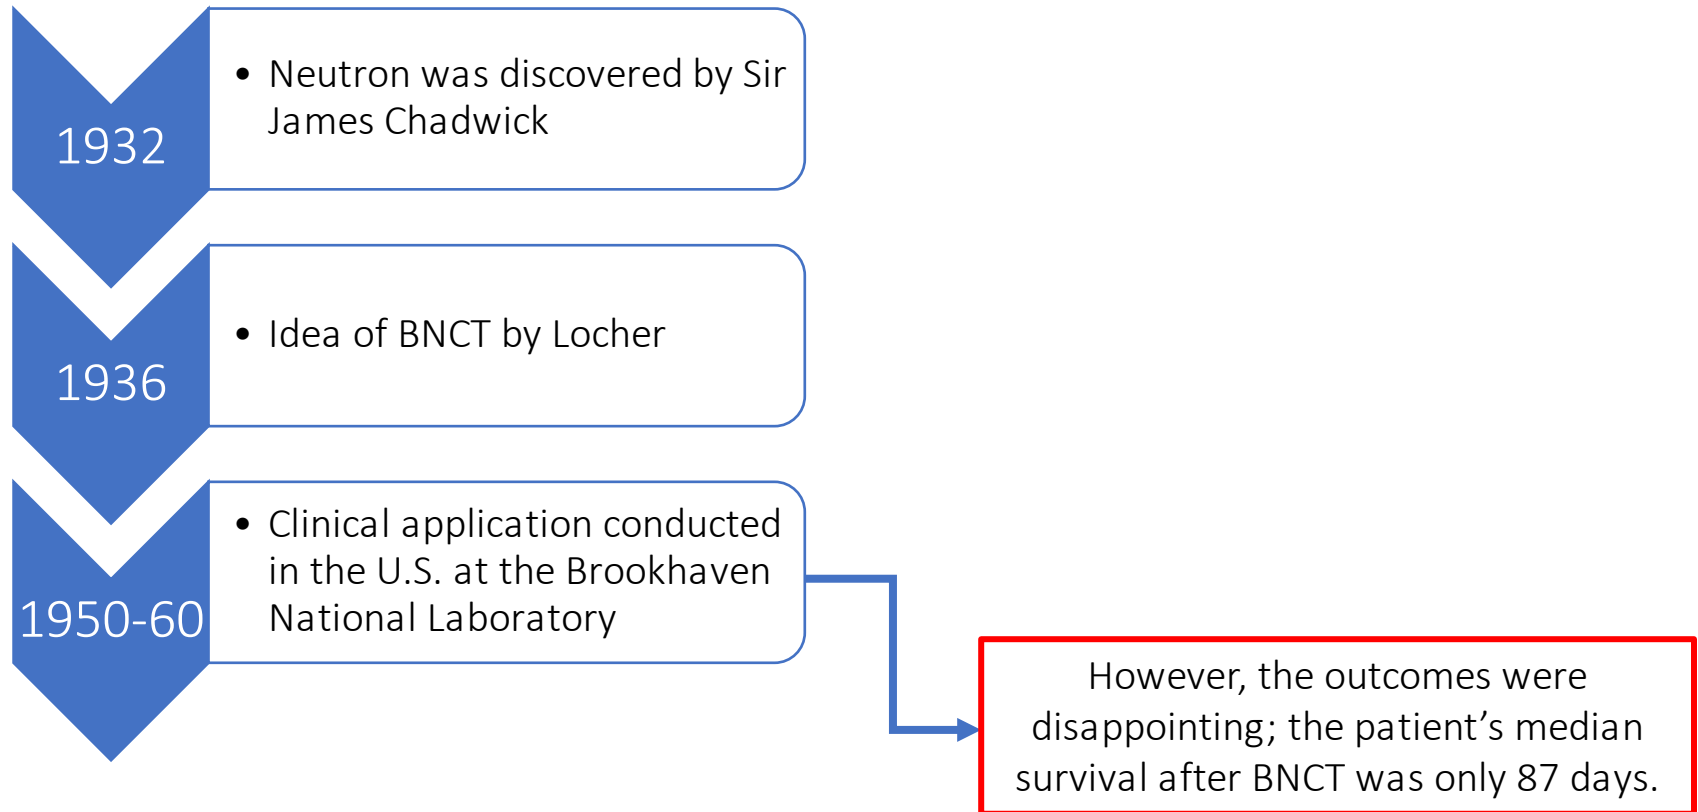 1932
• Neutron was discovered by Sir
James Chadwick
1936
• Idea of BNCT by Locher
1950-60
• Clinical application conducted
in the U.S. at the Brookhaven
National Laboratory
However, the outcomes were
disappointing; the patient’s median
survival after BNCT was only 87 days.